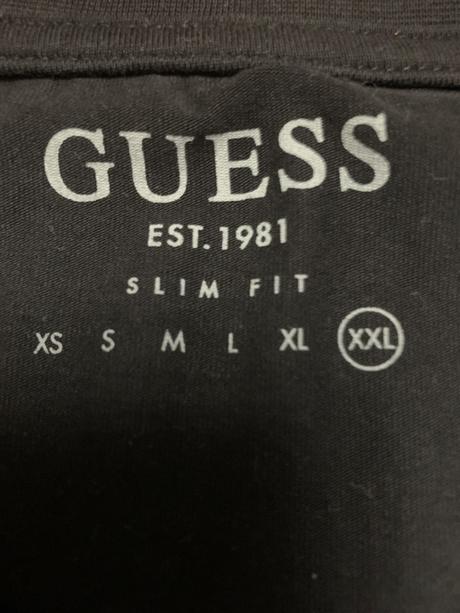 GUESS
EST. 1981
SLIM FIT
XS S M L XL XXL